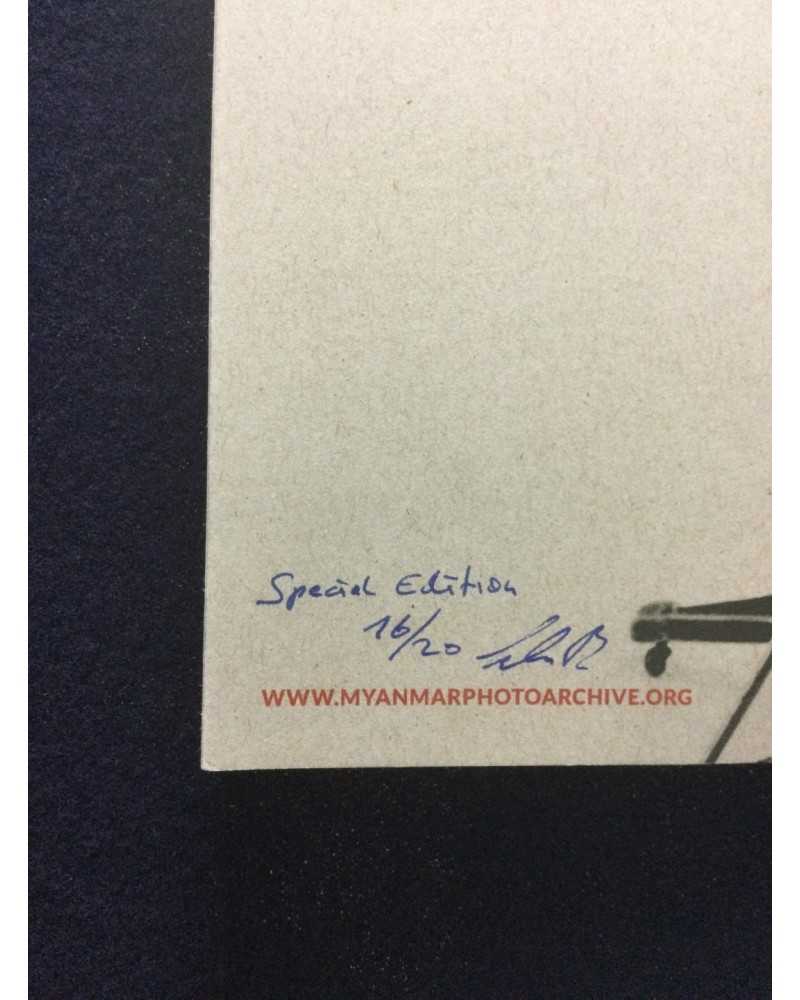 Special Edition
16/20
WWW.MYANMARPHOTOARCHIVE.ORG